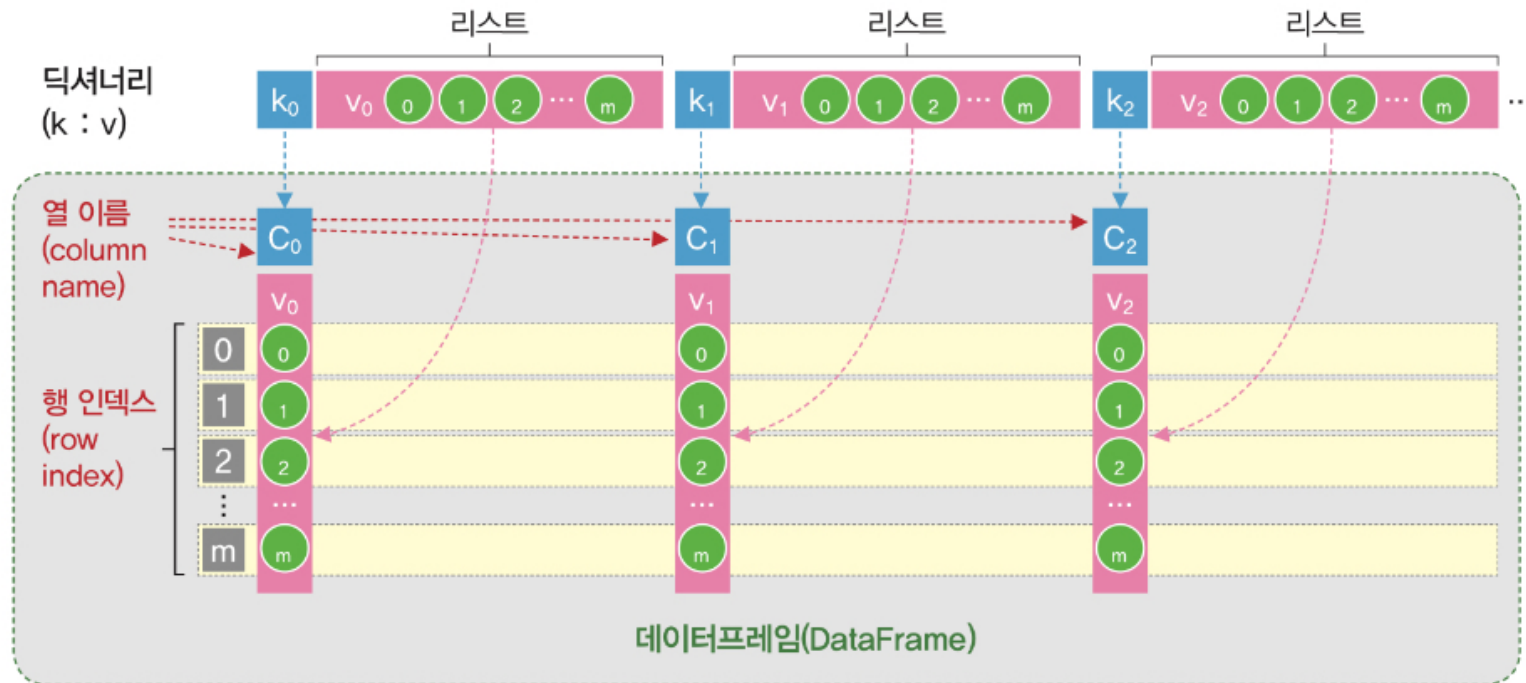 리스트 리스트 리스트
딕셔너리
(k : v)
k₀ v₀ 0 1 2 ··· m k₁ v₁ 0 1 2 ··· m k₂ v₂ 0 1 2 ··· m ··
열 이름
(column
name)
C₀ C₁ C₂
v₀ v₁ v₂
행 인덱스
(row
index)
0 0 0 0
1 1 1 1
2 2 2 2
⋮ ··· ··· ···
m m m m
데이터프레임(DataFrame)